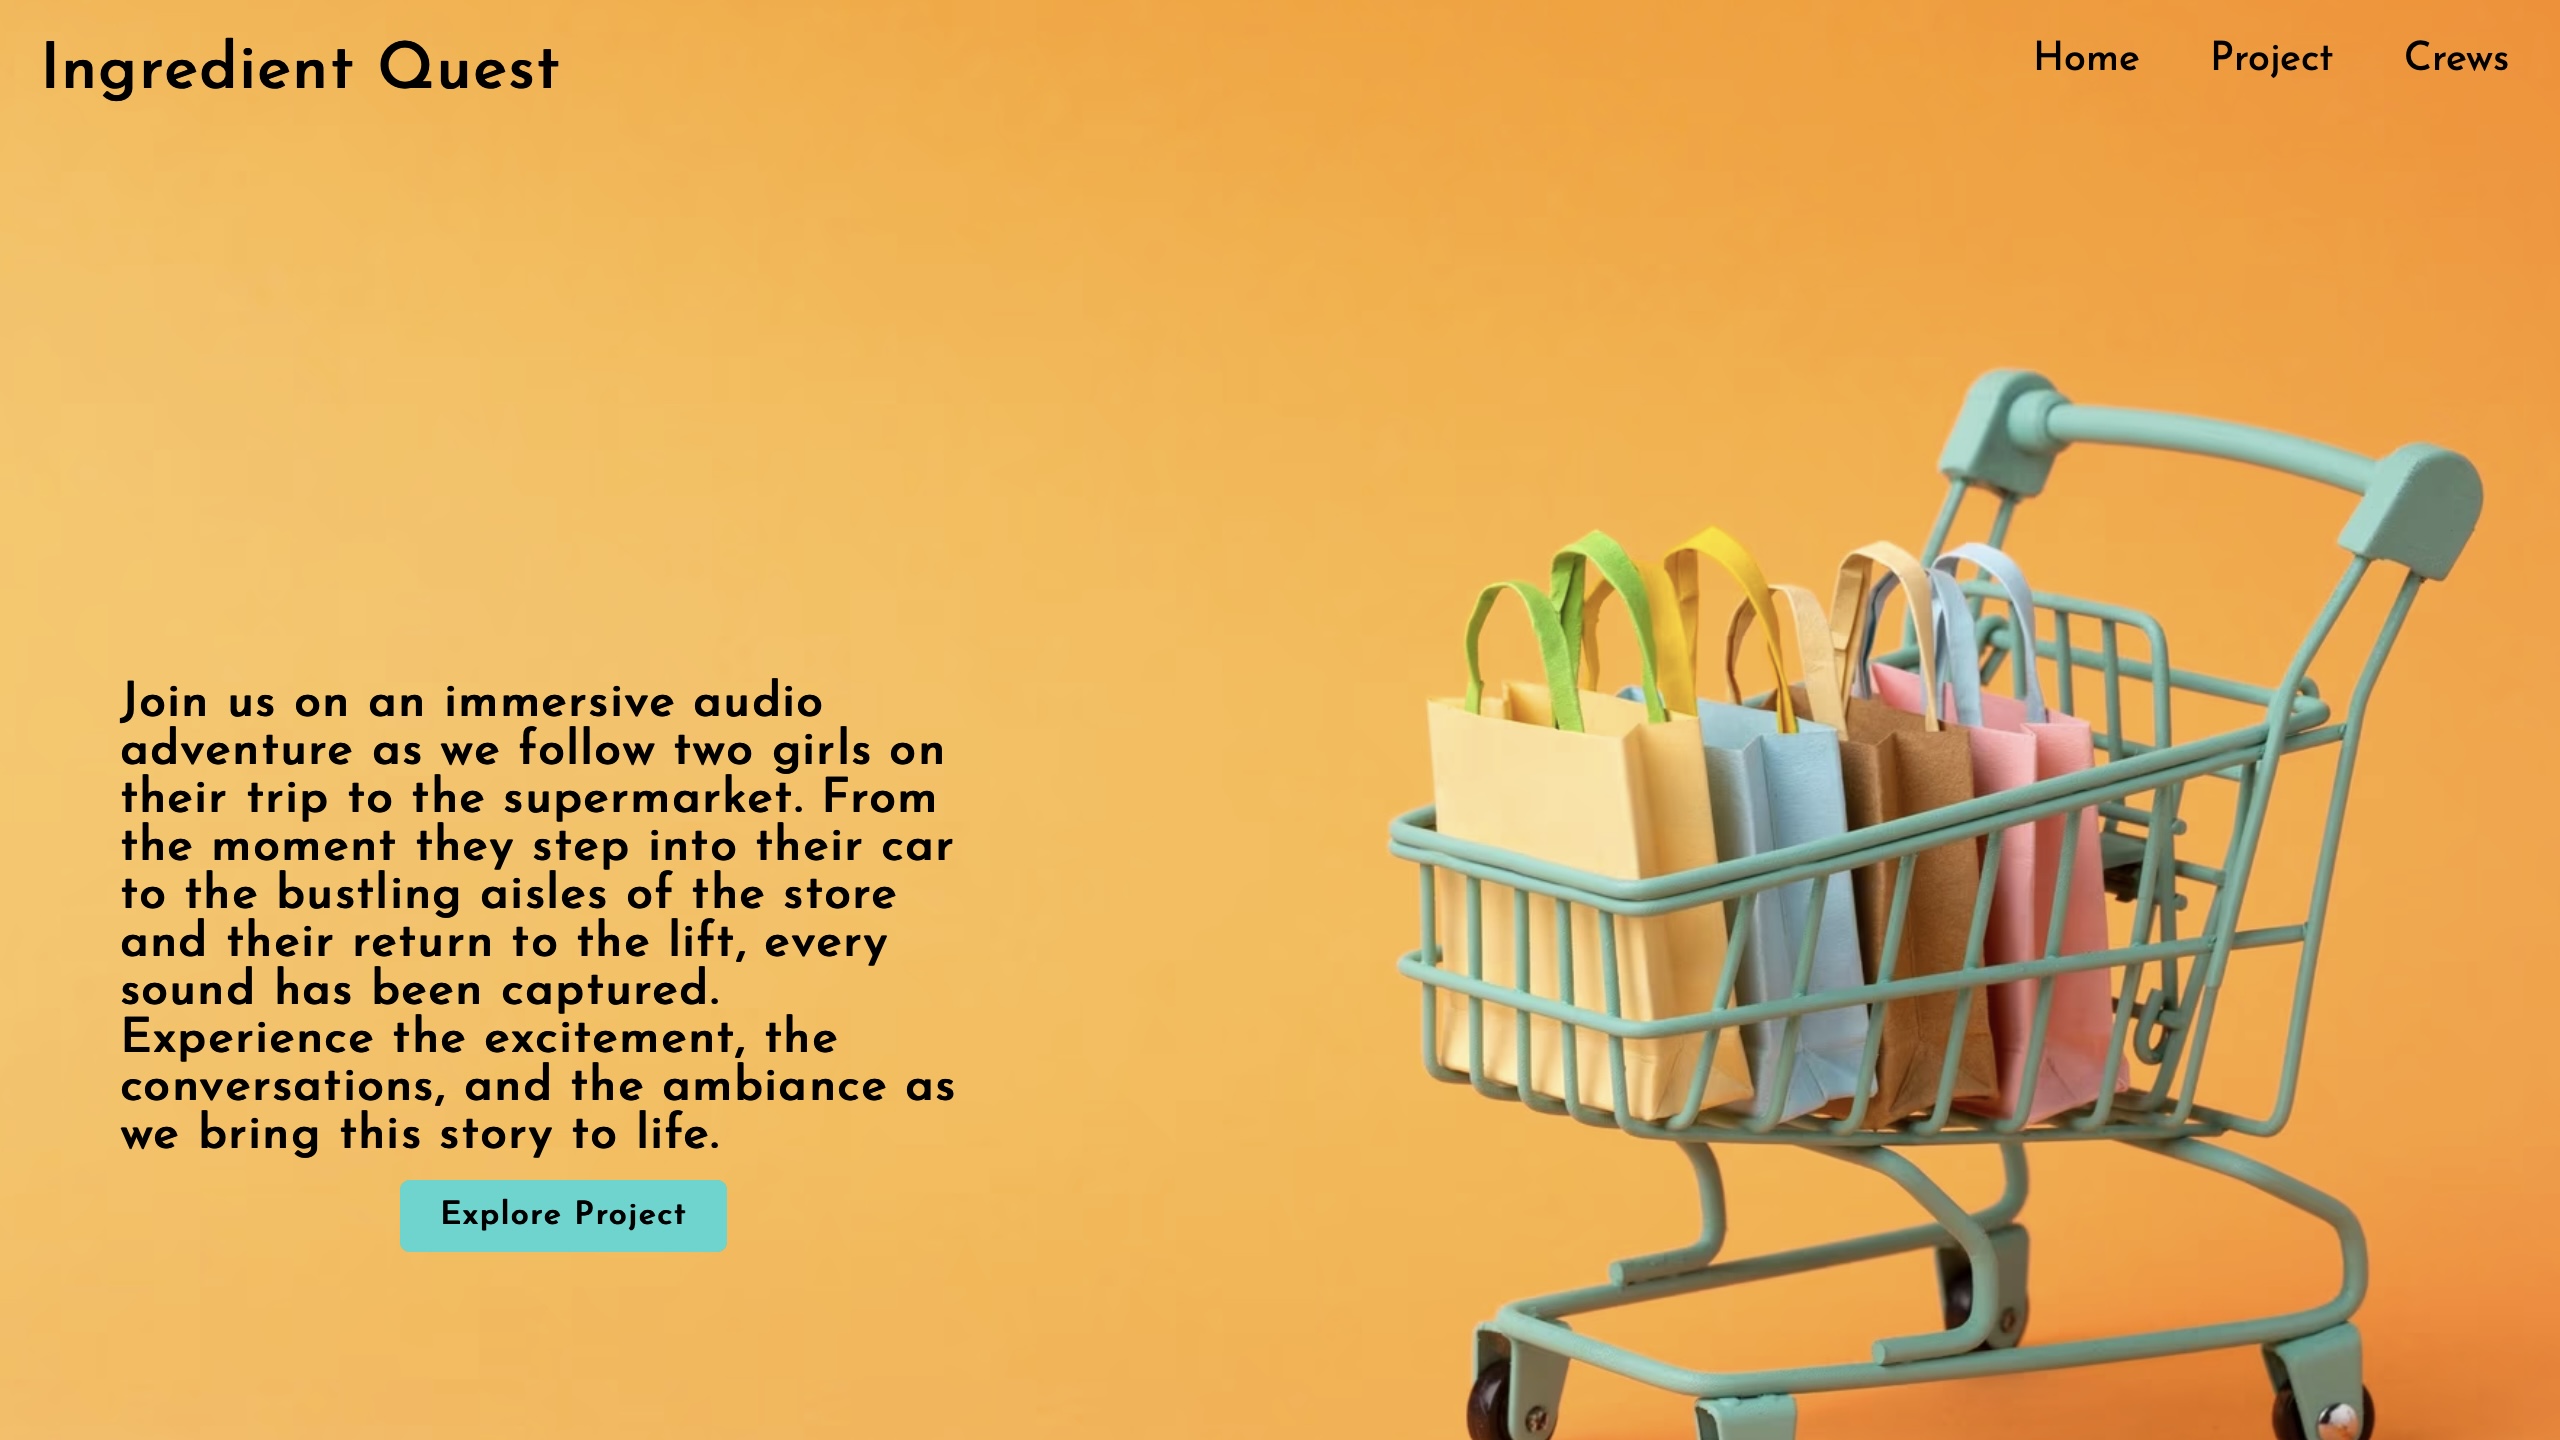 Ingredient Quest
Home Project Crews
Join us on an immersive audio
adventure as we follow two girls on
their trip to the supermarket. From
the moment they step into their car
to the bustling aisles of the store
and their return to the lift, every
sound has been captured.
Experience the excitement, the
conversations, and the ambiance as
we bring this story to life.
Explore Project